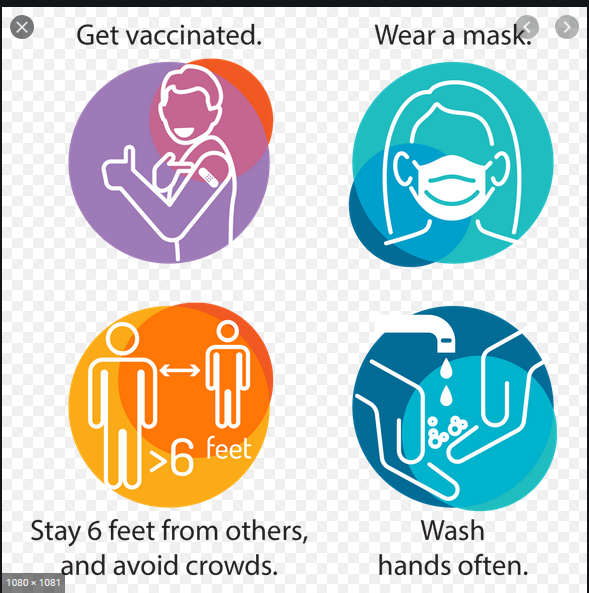 Get vaccinated.
Wear a mask.
>6 feet
Stay 6 feet from others,
and avoid crowds.
Wash
hands often.
1080 × 1081